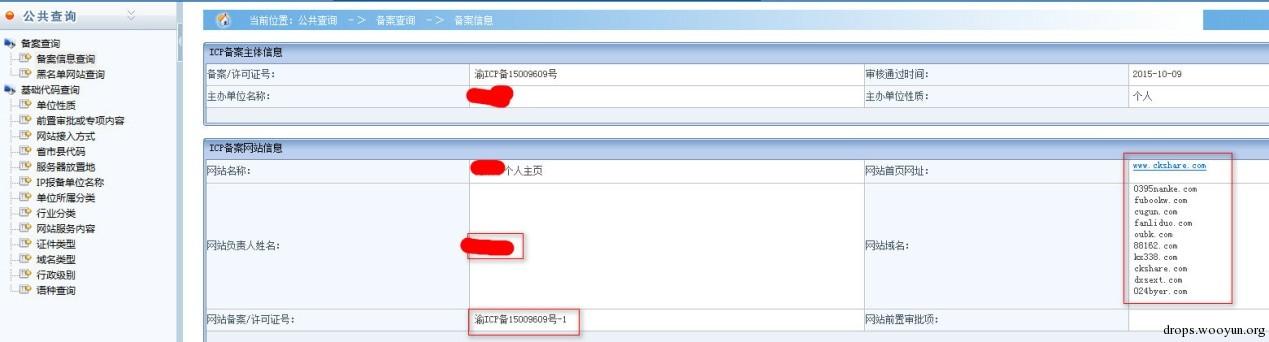 公共查询
备案查询
备案信息查询
黑名单网站查询
基础代码查询
单位性质
前置审批或专项内容
网站接入方式
省市县代码
服务器放置地
IP报备单位名称
单位所属分类
行业分类
网站服务内容
证件类型
域名类型
行政级别
语种查询
当前位置: 公共查询 -> 备案查询 -> 备案信息
ICP备案主体信息
备案/许可证号: 渝ICP备15009609号 审核通过时间: 2015-10-09
主办单位名称: 主办单位性质: 个人
ICP备案网站信息
网站名称: 个人主页 网站首页网址: www.ckshare.com
网站负责人姓名: 网站域名:
0395nanke.com
fubookw.com
cugun.com
fanliduo.com
oubk.com
88162.com
kx338.com
ckshare.com
dxsext.com
024byer.com
网站备案/许可证号: 渝ICP备15009609号-1 网站前置审批项:
drops.wooyun.org